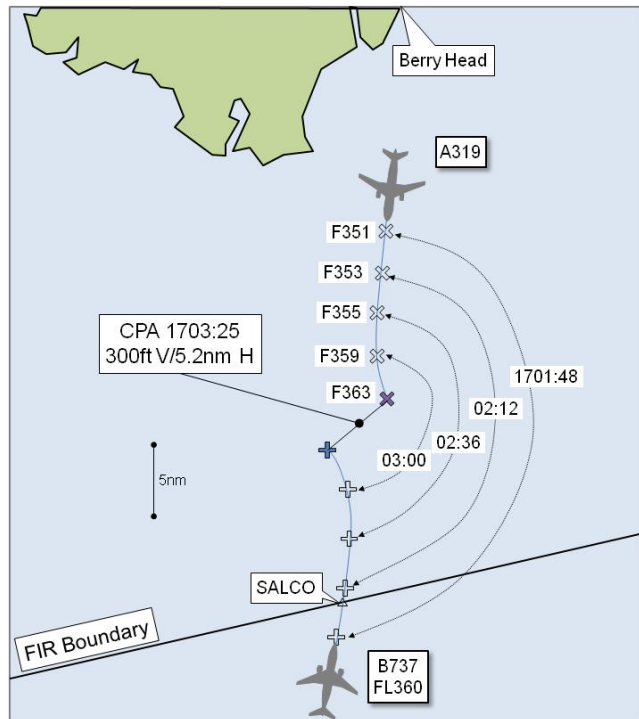 Berry Head
A319
F351
F353
F355
F359
F363
CPA 1703:25
300ft V/5.2nm H
1701:48
02:12
02:36
03:00
5nm
SALCO
FIR Boundary
B737
FL360